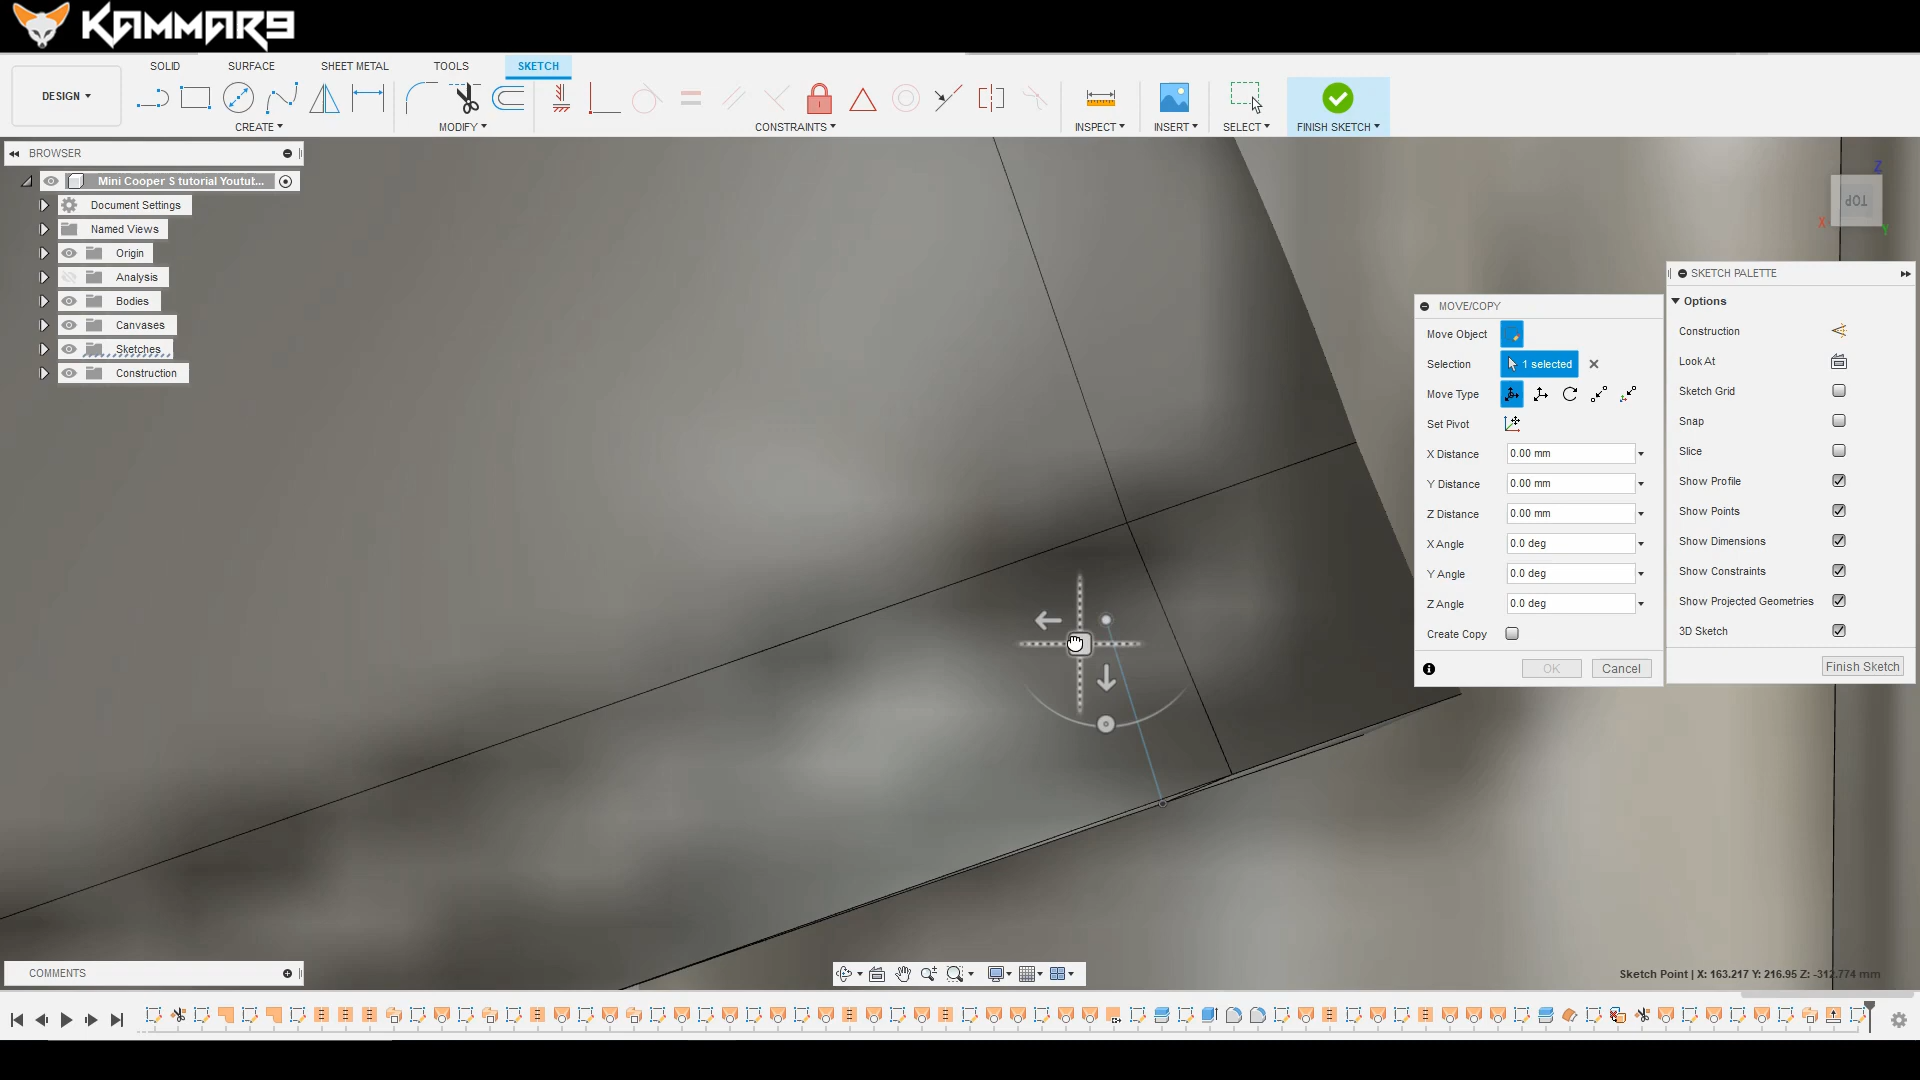 KAMMAR9
SOLID SURFACE SHEET METAL TOOLS SKETCH
DESIGN
CREATE MODIFY CONSTRAINTS INSPECT INSERT SELECT FINISH SKETCH
BROWSER
Mini Cooper S tutorial Youtut...
Document Settings
Named Views
Origin
Analysis
Bodies
Canvases
Sketches
Construction
Z
TOP
X
Y
MOVE/COPY
Move Object
Selection 1 selected
Move Type
Set Pivot
X Distance 0.00 mm
Y Distance 0.00 mm
Z Distance 0.00 mm
X Angle 0.0 deg
Y Angle 0.0 deg
Z Angle 0.0 deg
Create Copy
OK Cancel
SKETCH PALETTE
Options
Construction
Look At
Sketch Grid
Snap
Slice
Show Profile
Show Points
Show Dimensions
Show Constraints
Show Projected Geometries
3D Sketch
Finish Sketch
COMMENTS
Sketch Point | X: 163.217 Y: 216.95 Z: -312.774 mm